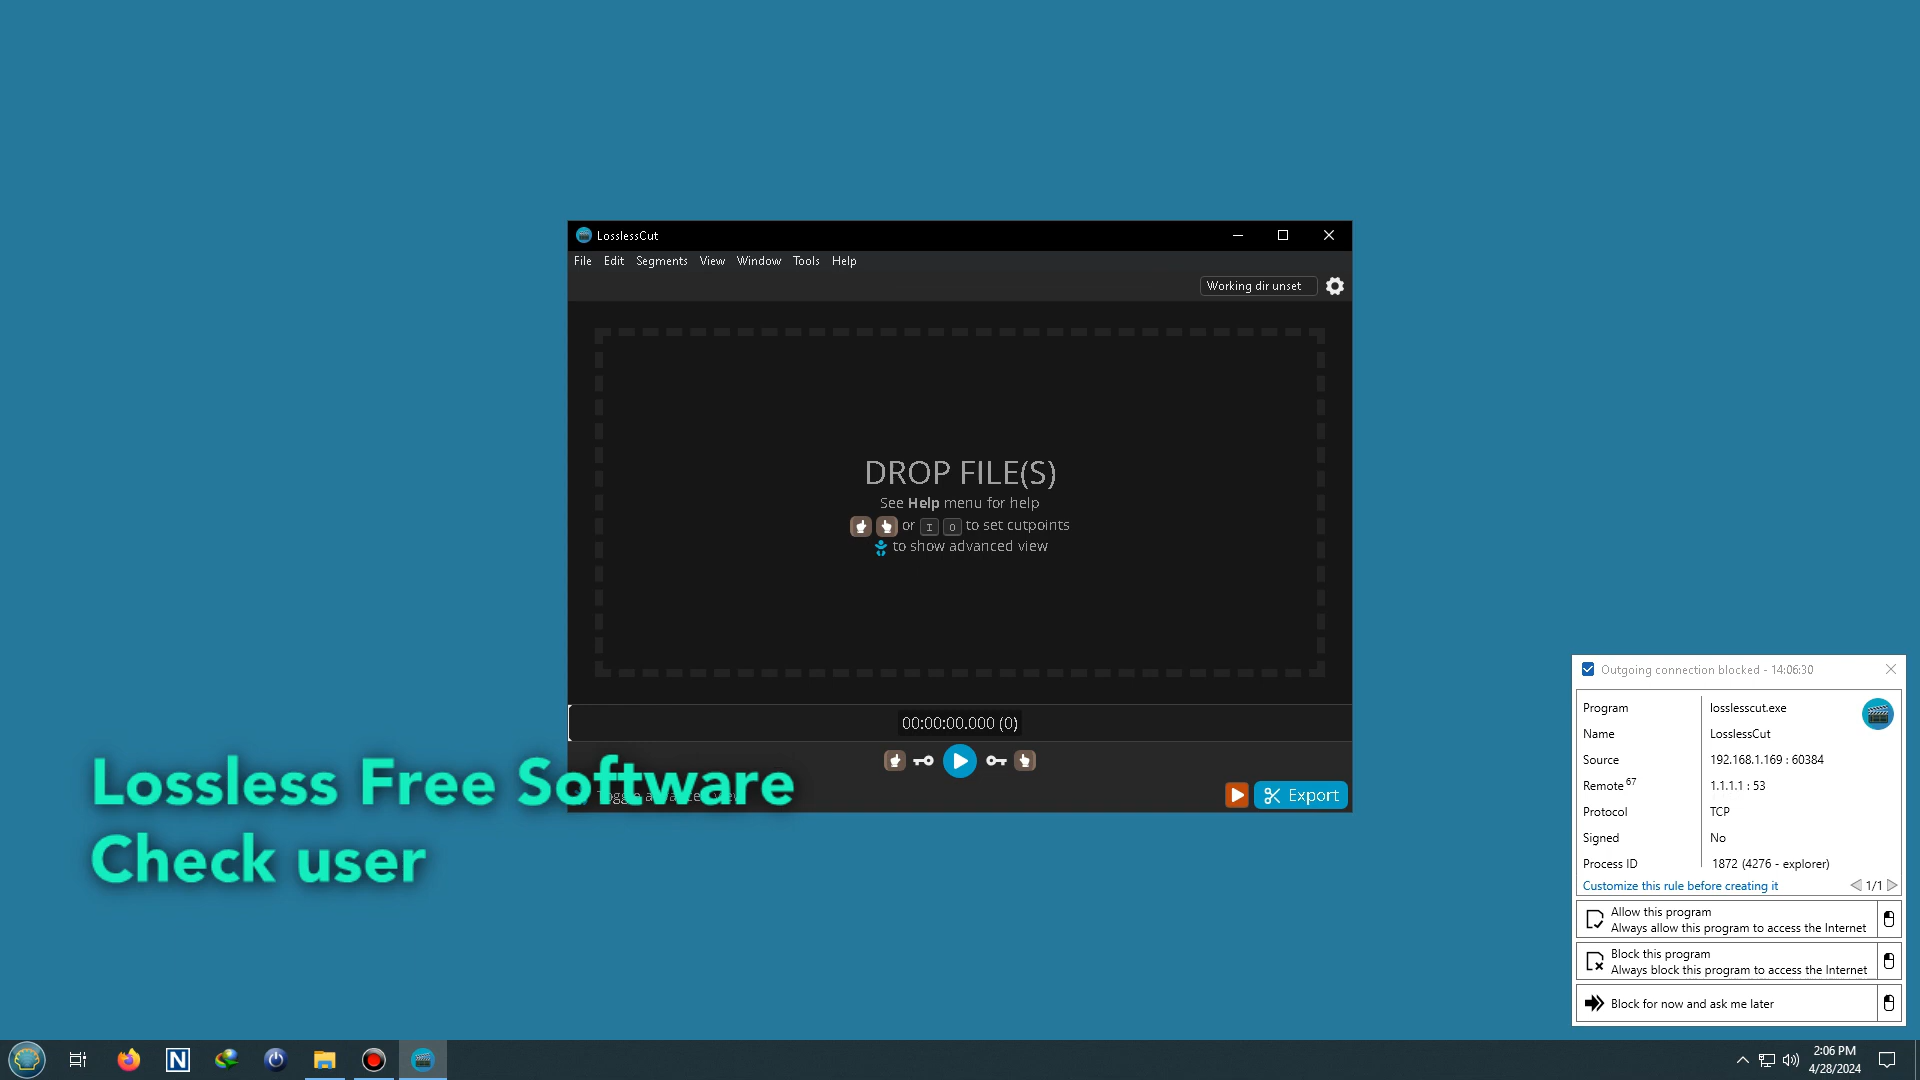 LosslessCut
File Edit Segments View Window Tools Help
Working dir unset
DROP FILE(S)
See Help menu for help
or I O to set cutpoints
to show advanced view
00:00:00.000 (0)
Toggle advanced view
Export
Lossless Free Software
Check user
Outgoing connection blocked - 14:06:30
Program losslesscut.exe
Name LosslessCut
Source 192.168.1.169 : 60384
Remote 67 1.1.1.1 : 53
Protocol TCP
Signed No
Process ID 1872 (4276 - explorer)
Customize this rule before creating it 1/1
Allow this program
Always allow this program to access the Internet
Block this program
Always block this program to access the Internet
Block for now and ask me later
N
2:06 PM
4/28/2024